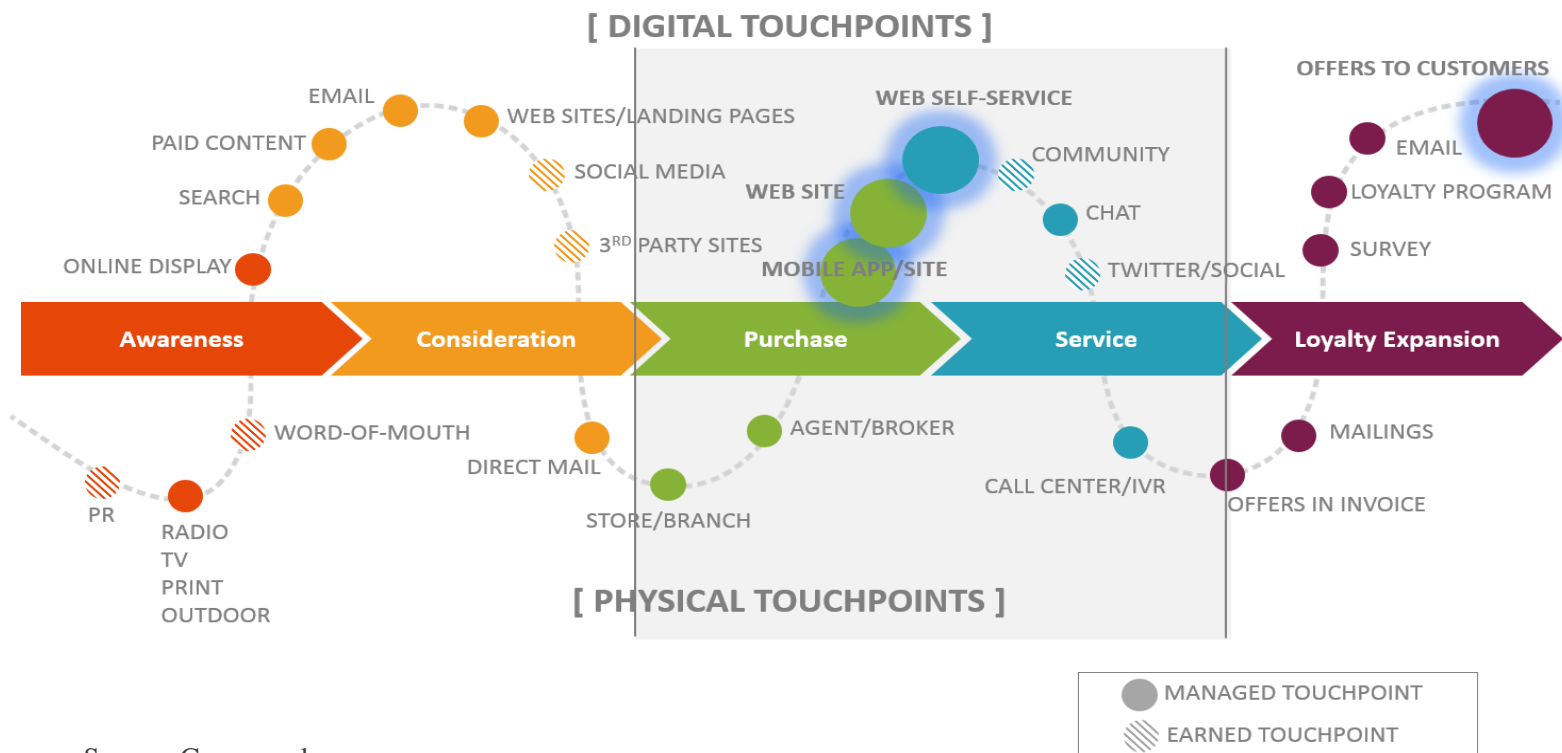 [ DIGITAL TOUCHPOINTS ]
OFFERS TO CUSTOMERS
EMAIL
WEB SITES/LANDING PAGES
WEB SELF-SERVICE
PAID CONTENT
SOCIAL MEDIA
COMMUNITY
EMAIL
SEARCH
WEB SITE
LOYALTY PROGRAM
CHAT
3RD PARTY SITES
SURVEY
ONLINE DISPLAY
MOBILE APP/SITE
TWITTER/SOCIAL
Awareness
Consideration
Purchase
Service
Loyalty Expansion
WORD-OF-MOUTH
AGENT/BROKER
MAILINGS
DIRECT MAIL
CALL CENTER/IVR
PR
STORE/BRANCH
OFFERS IN INVOICE
RADIO
TV
PRINT
OUTDOOR
[ PHYSICAL TOUCHPOINTS ]
MANAGED TOUCHPOINT
EARNED TOUCHPOINT